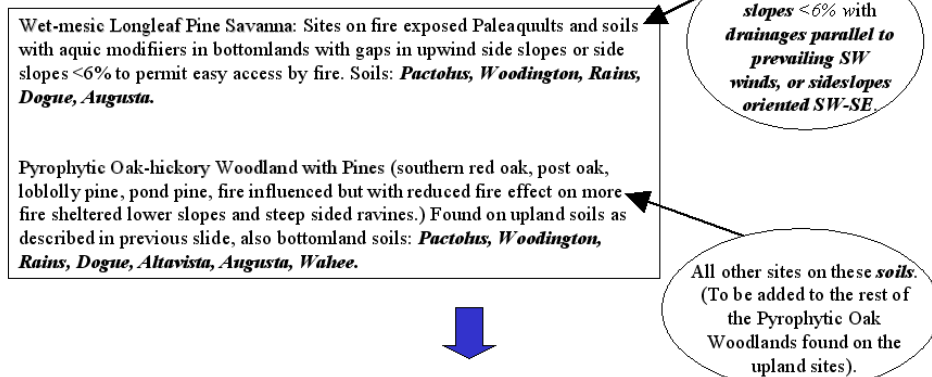 Wet-mesic Longleaf Pine Savanna: Sites on fire exposed Paleaquults and soils
with aquic modifiiers in bottomlands with gaps in upwind side slopes or side
slopes <6% to permit easy access by fire. Soils: Pactolus, Woodington, Rains,
Dogue, Augusta.
Pyrophytic Oak-hickory Woodland with Pines (southern red oak, post oak,
loblolly pine, pond pine, fire influenced but with reduced fire effect on more
fire sheltered lower slopes and steep sided ravines.) Found on upland soils as
described in previous slide, also bottomland soils: Pactolus, Woodington,
Rains, Dogue, Altavista, Augusta, Wahee.
slopes <6% with
drainages parallel to
prevailing SW
winds, or sideslopes
oriented SW-SE.
All other sites on these soils.
(To be added to the rest of
the Pyrophytic Oak
Woodlands found on the
upland sites).